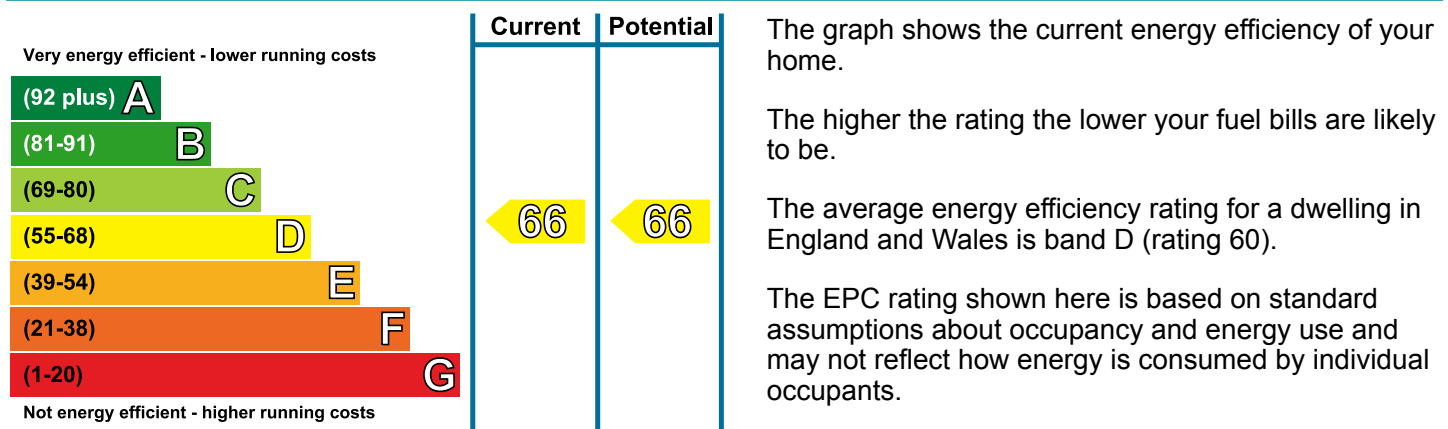 Current Potential
Very energy efficient - lower running costs
(92 plus) A
(81-91) B
(69-80) C
(55-68) D
66 66
(39-54) E
(21-38) F
(1-20) G
Not energy efficient - higher running costs
The graph shows the current energy efficiency of your
home.
The higher the rating the lower your fuel bills are likely
to be.
The average energy efficiency rating for a dwelling in
England and Wales is band D (rating 60).
The EPC rating shown here is based on standard
assumptions about occupancy and energy use and
may not reflect how energy is consumed by individual
occupants.